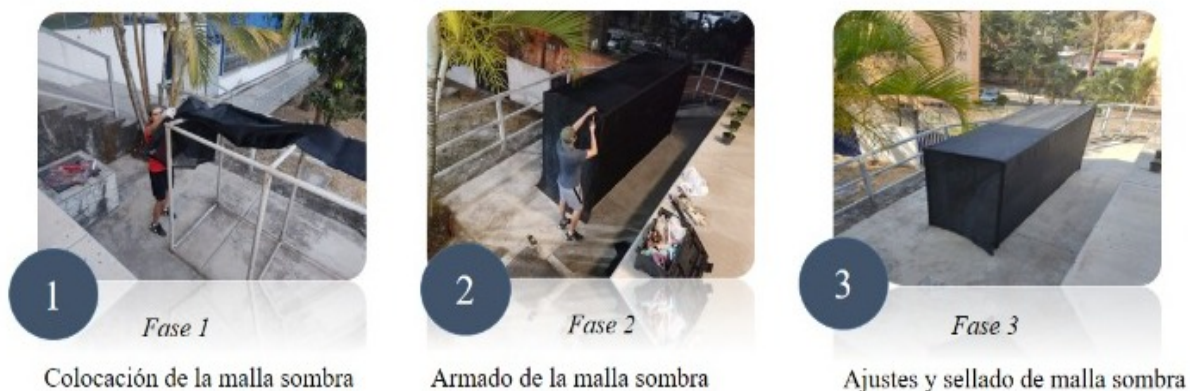 1
Fase 1
Colocación de la malla sombra
2
Fase 2
Armado de la malla sombra
3
Fase 3
Ajustes y sellado de malla sombra